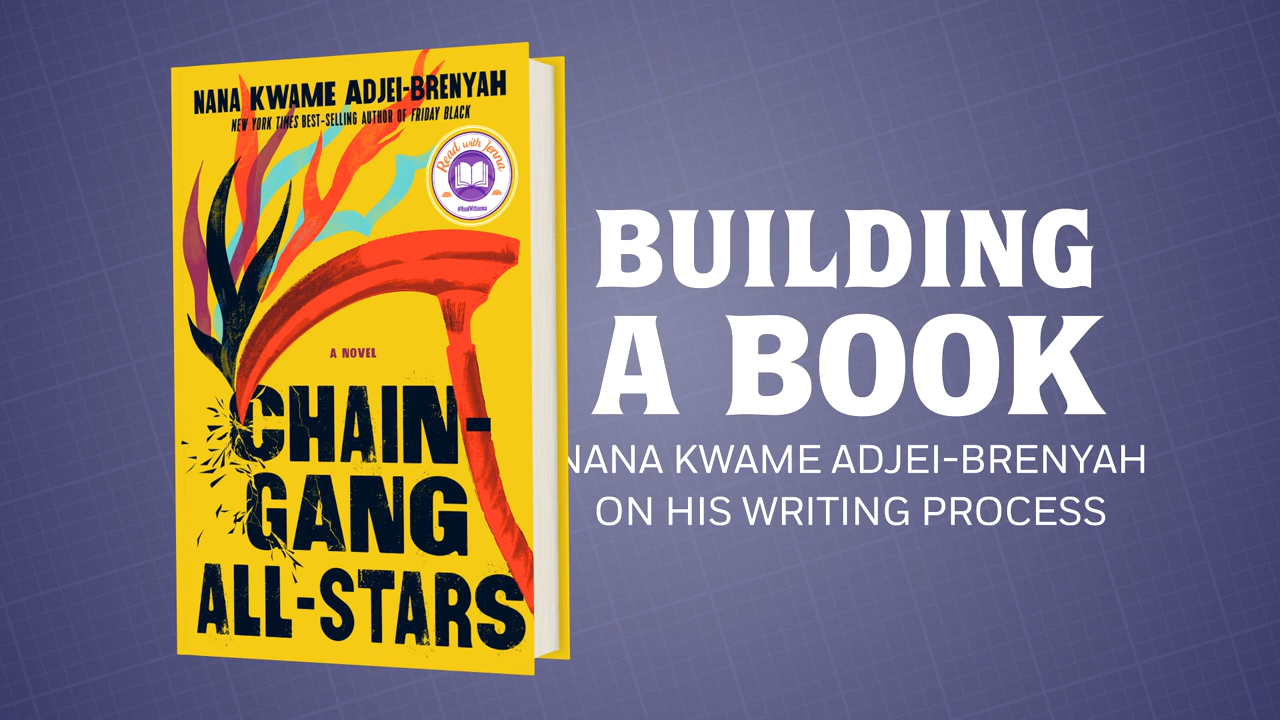 NANA KWAME ADJEI-BRENYAH
NEW YORK TIMES BEST-SELLING AUTHOR OF FRIDAY BLACK
Read with Jenna
#ReadWithJenna
A NOVEL
CHAIN-
GANG
ALL-STARS
BUILDING
A BOOK
NANA KWAME ADJEI-BRENYAH
ON HIS WRITING PROCESS